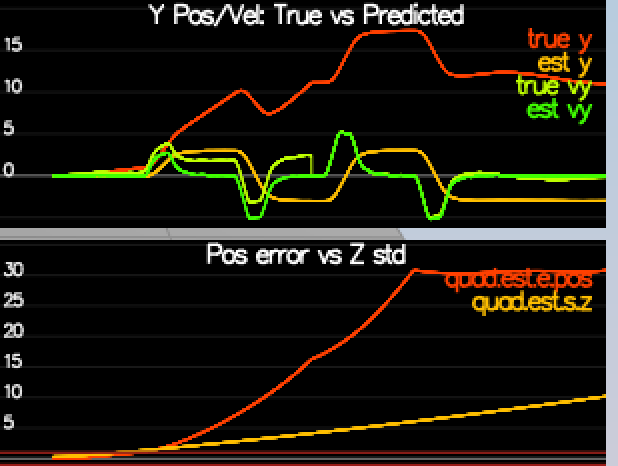 Y Pos/Vel: True vs Predicted
true y
est y
true vy
est vy
15
10
5
0
Pos error vs Z std
quad.est.e.pos
quad.est.s.z
30
25
20
15
10
5